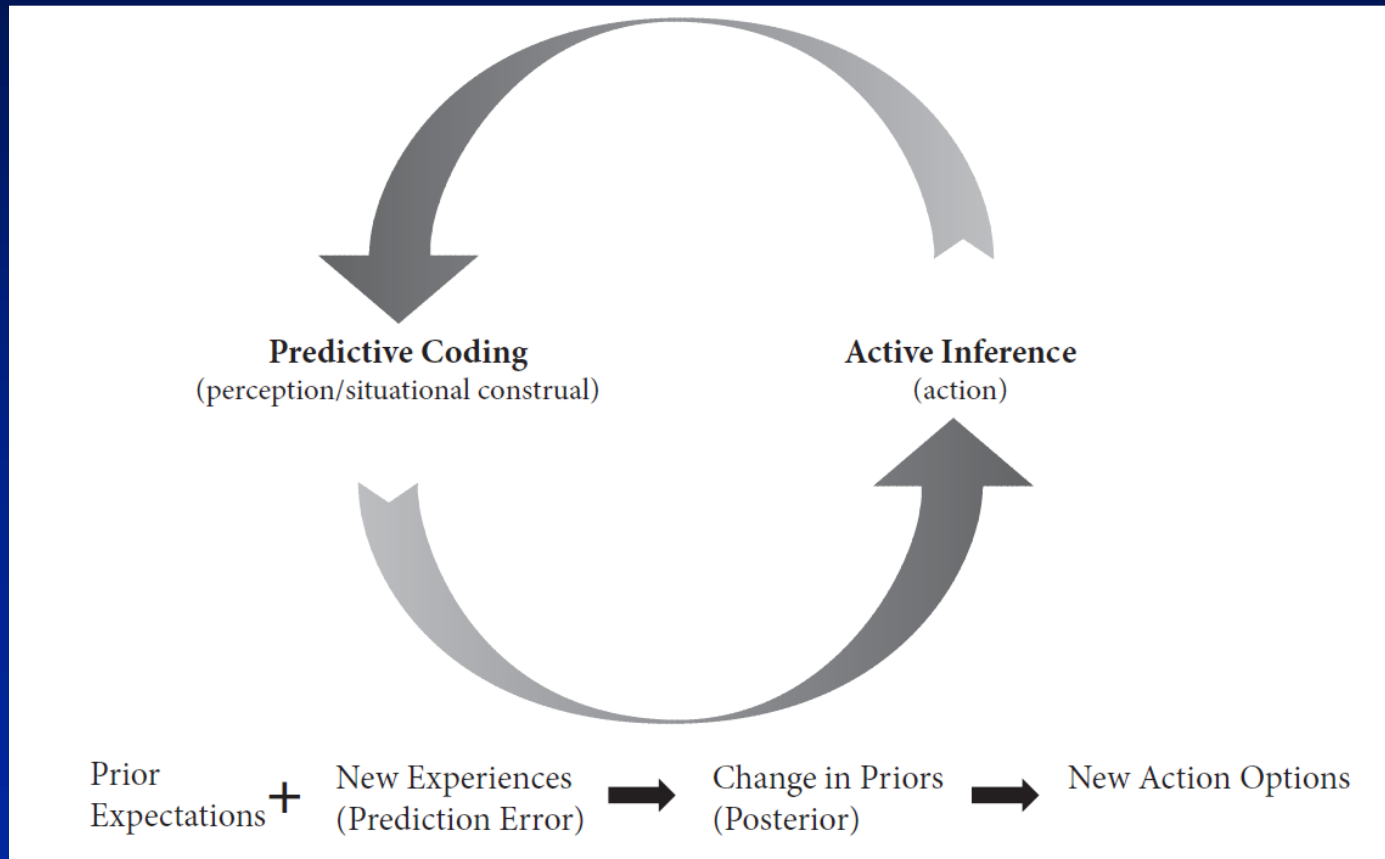 Predictive Coding
(perception/situational construal)
Active Inference
(action)
Prior
Expectations
+
New Experiences
(Prediction Error)
Change in Priors
(Posterior)
New Action Options